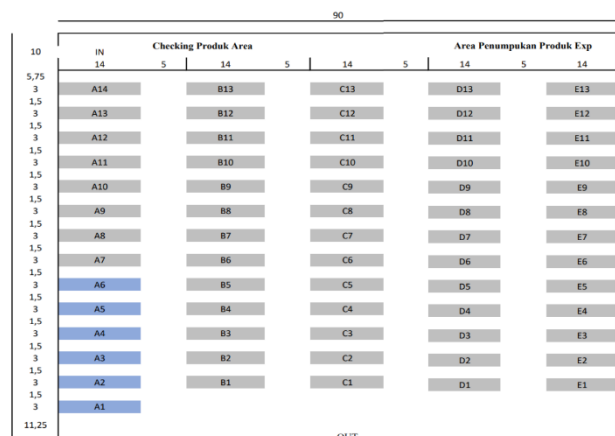 90
10 IN Checking Produk Area Area Penumpukan Produk Exp
14 5 14 5 14 5 14 5 14
5,75
3 A14 B13 C13 D13 E13
1,5
3 A13 B12 C12 D12 E12
1,5
3 A12 B11 C11 D11 E11
1,5
3 A11 B10 C10 D10 E10
1,5
3 A10 B9 C9 D9 E9
1,5
3 A9 B8 C8 D8 E8
1,5
3 A8 B7 C7 D7 E7
1,5
3 A7 B6 C6 D6 E6
1,5
3 A6 B5 C5 D5 E5
1,5
3 A5 B4 C4 D4 E4
1,5
3 A4 B3 C3 D3 E3
1,5
3 A3 B2 C2 D2 E2
1,5
3 A2 B1 C1 D1 E1
1,5
3 A1
11,25
OUT